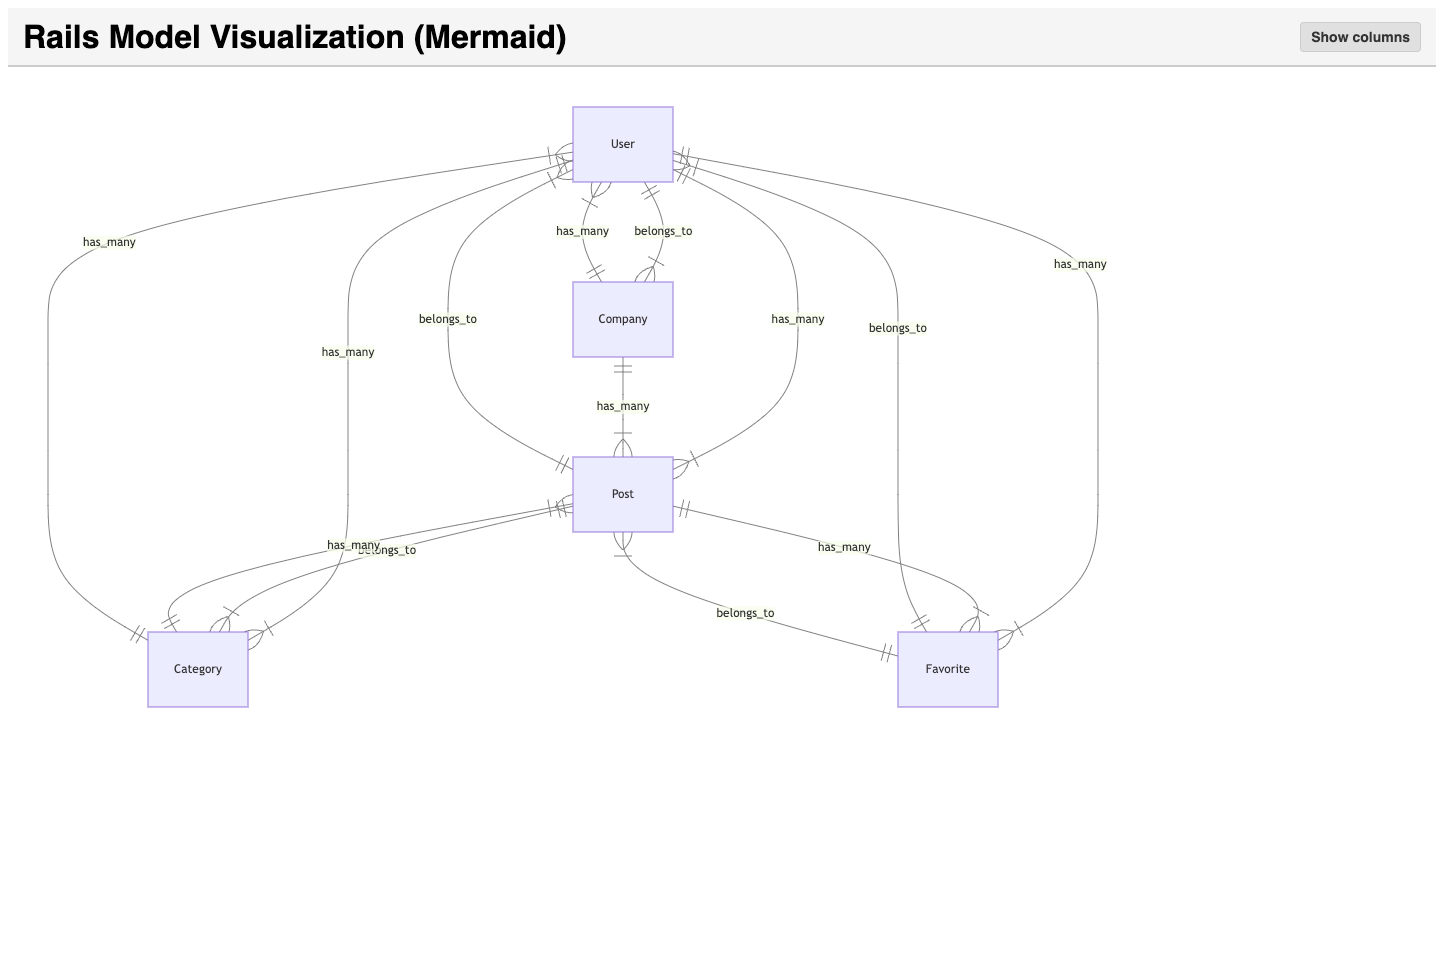 Rails Model Visualization (Mermaid)
Show columns
User
has_many
belongs_to
has_many
has_many
Company
belongs_to
has_many
belongs_to
has_many
has_many
Post
has_many
belongs_to
has_many
belongs_to
Category
Favorite